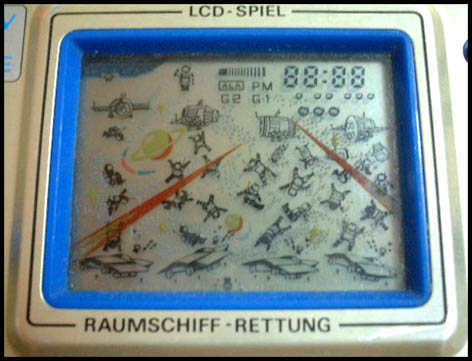 LCD-SPIEL
ALA PM 88:88
G2 G1
RAUMSCHIFF-RETTUNG